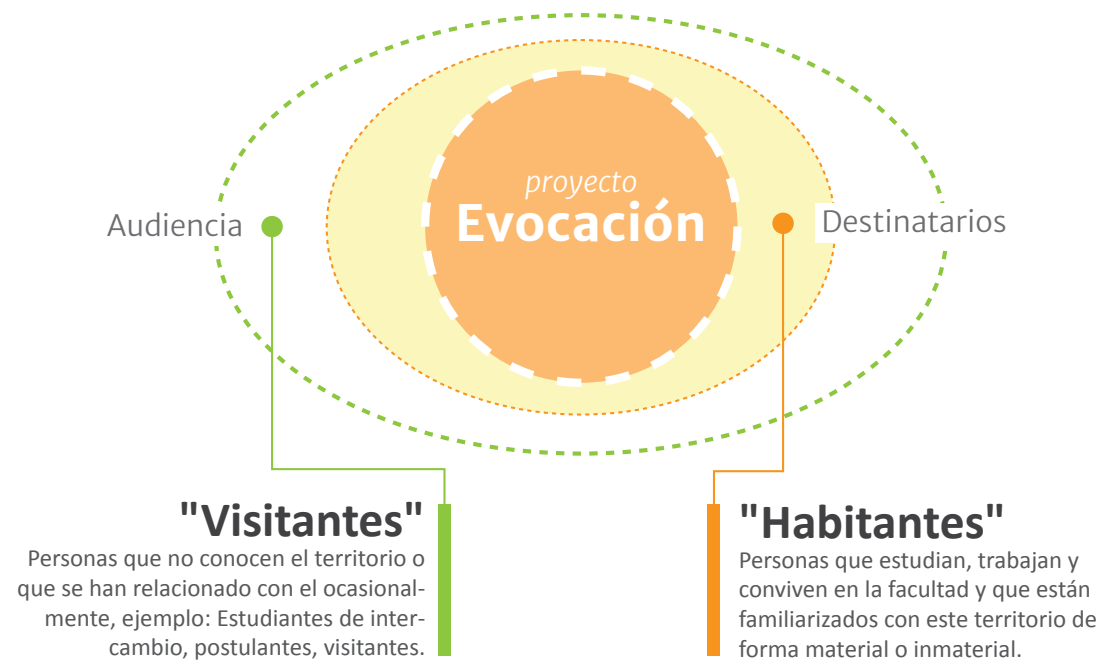 proyecto
Evocación
Audiencia
Destinatarios
"Visitantes"
Personas que no conocen el territorio o
que se han relacionado con el ocasional-
mente, ejemplo: Estudiantes de inter-
cambio, postulantes, visitantes.
"Habitantes"
Personas que estudian, trabajan y
conviven en la facultad y que están
familiarizados con este territorio de
forma material o inmaterial.